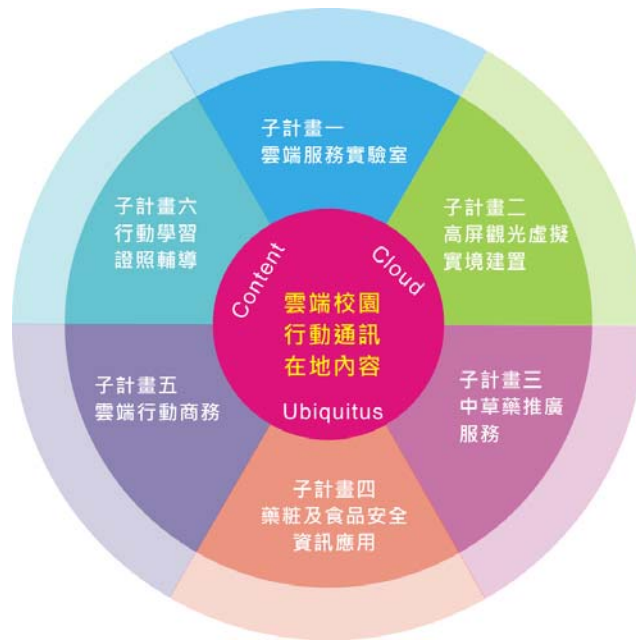 子計畫一
雲端服務實驗室
子計畫二
高屏觀光虛擬
實境建置
子計畫三
中草藥推廣
服務
子計畫四
藥粧及食品安全
資訊應用
子計畫五
雲端行動商務
子計畫六
行動學習
證照輔導
Content
Cloud
雲端校園
行動通訊
在地內容
Ubiquitus